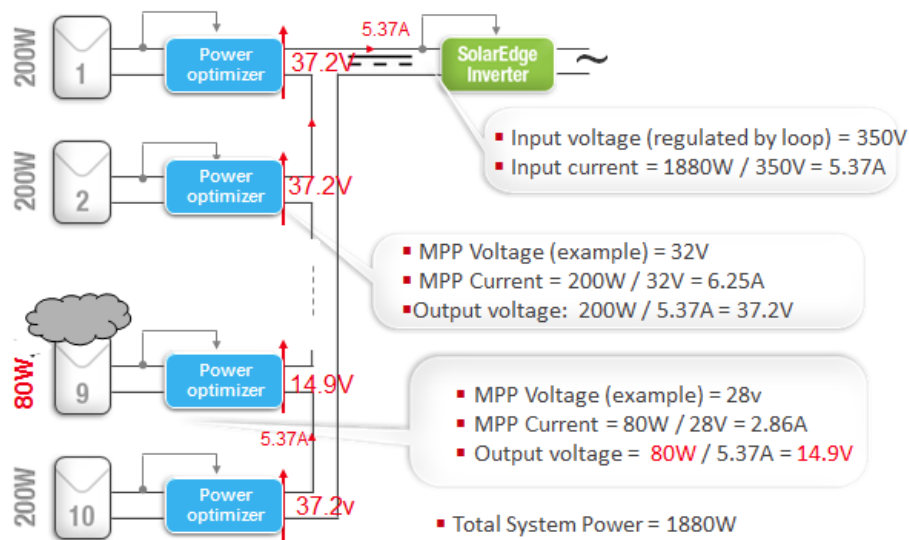 200W
1
Power
optimizer
37.2V
5.37A
SolarEdge
Inverter
~
▪ Input voltage (regulated by loop) = 350V
▪ Input current = 1880W / 350V = 5.37A
200W
2
Power
optimizer
37.2V
▪ MPP Voltage (example) = 32V
▪ MPP Current = 200W / 32V = 6.25A
▪Output voltage: 200W / 5.37A = 37.2V
80W
9
Power
optimizer
14.9V
5.37A
▪ MPP Voltage (example) = 28v
▪ MPP Current = 80W / 28V = 2.86A
▪ Output voltage = 80W / 5.37A = 14.9V
200W
10
Power
optimizer
37.2v
▪ Total System Power = 1880W